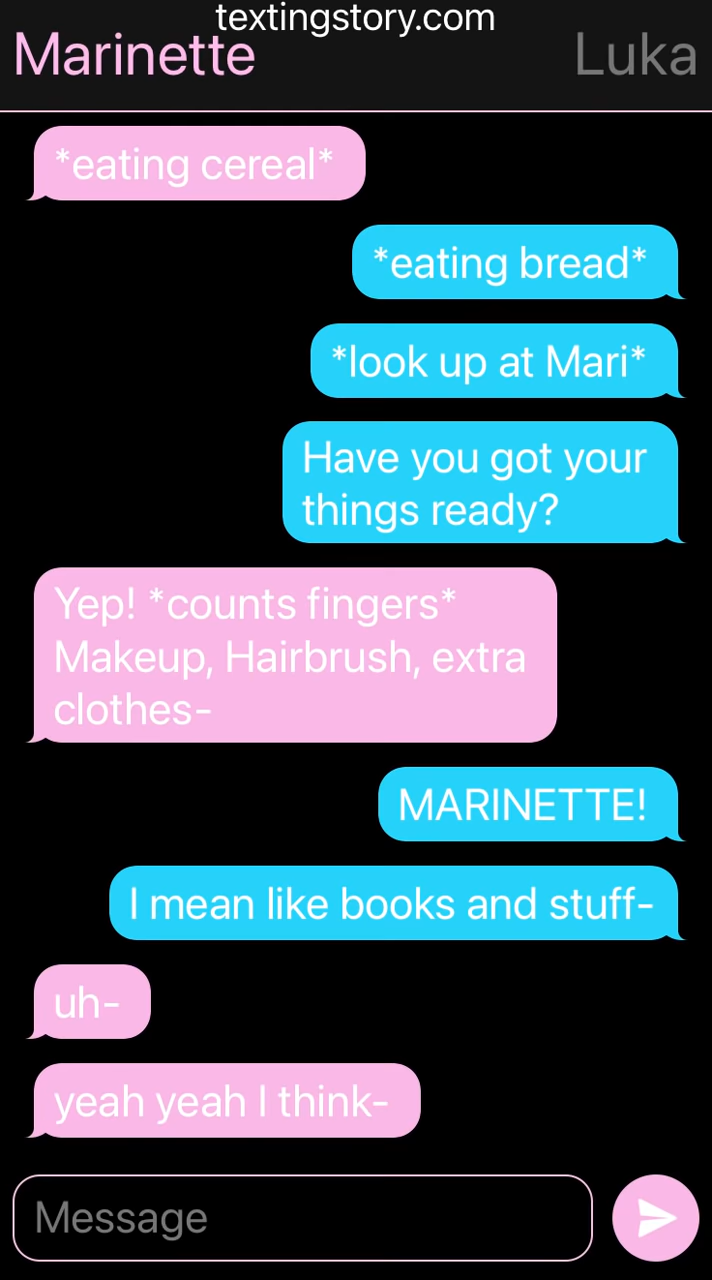 textingstory.com
Marinette
Luka
*eating cereal*
*eating bread*
*look up at Mari*
Have you got your
things ready?
Yep! *counts fingers*
Makeup, Hairbrush, extra
clothes-
MARINETTE!
I mean like books and stuff-
uh-
yeah yeah I think-
Message